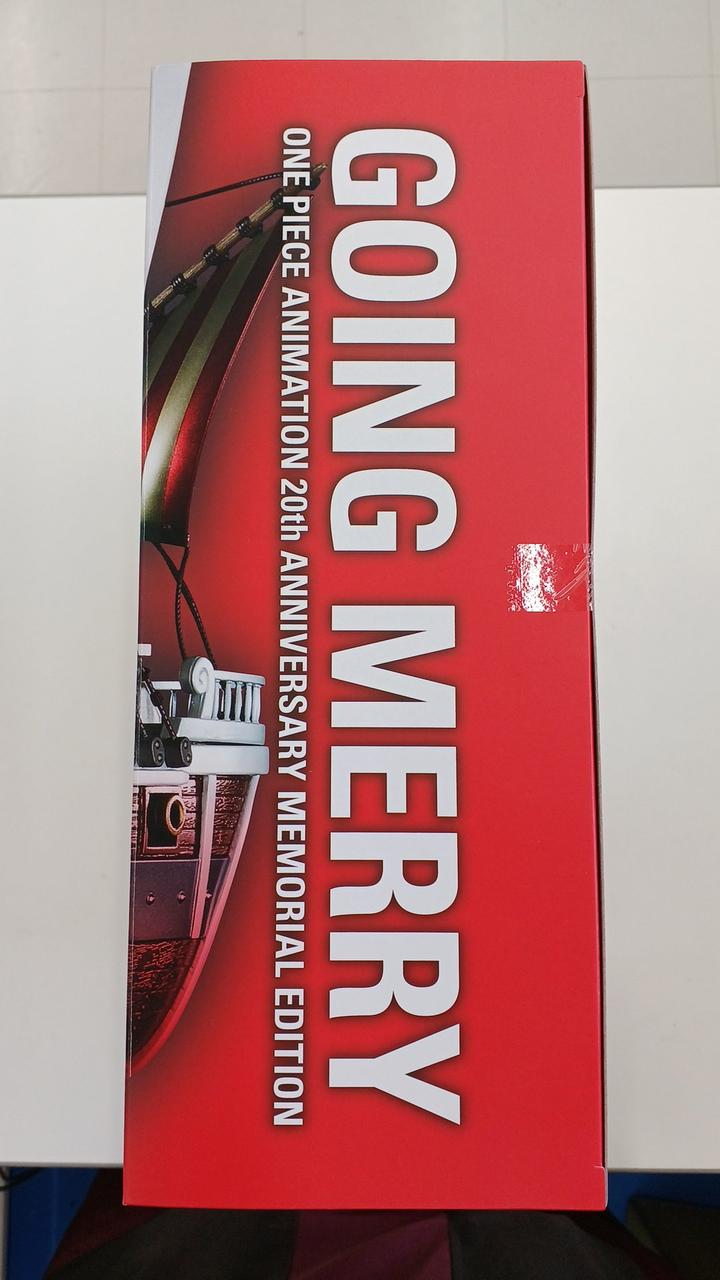 GOING MERRY
ONE PIECE ANIMATION 20th ANNIVERSARY MEMORIAL EDITION